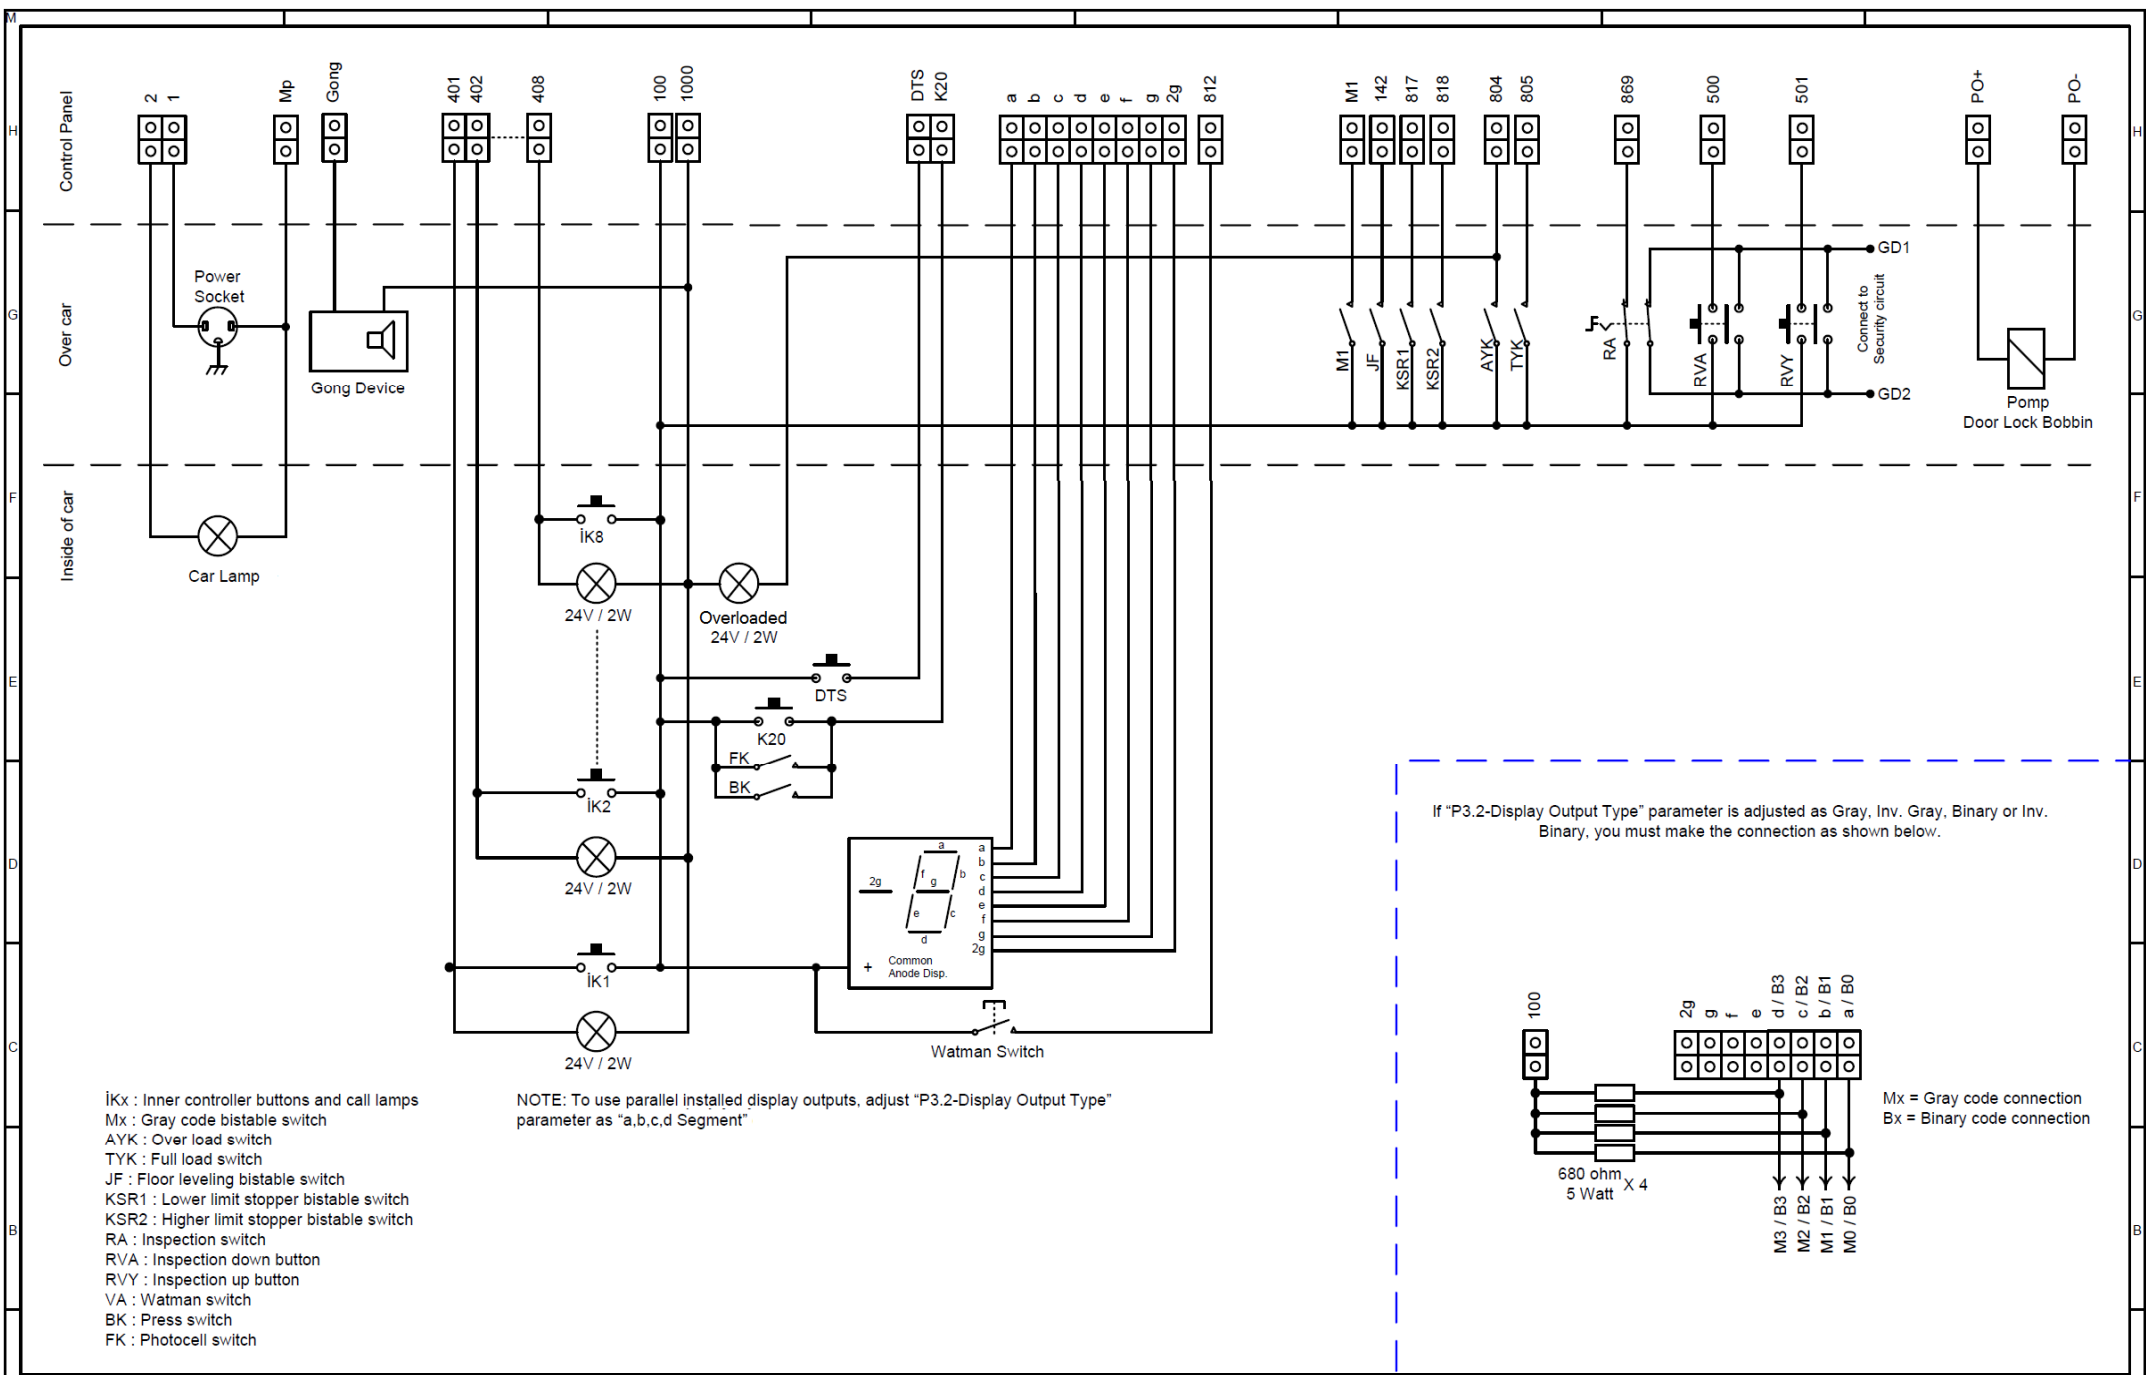 M
H
G
F
E
D
C
B
H
G
F
E
D
C
B
Control Panel
2
1
Mp
Gong
401
402
408
100
1000
DTS
K20
a
b
c
d
e
f
g
2g
812
M1
142
817
818
804
805
869
500
501
PO+
PO-
Over car
Power
Socket
Gong Device
M1
JF
KSR1
KSR2
AYK
TYK
RA
RVA
RVY
GD1
Connect to
Security circuit
GD2
Pomp
Door Lock Bobbin
Inside of car
Car Lamp
İK8
24V / 2W
Overloaded
24V / 2W
DTS
K20
FK
BK
İK2
24V / 2W
a
b
c
d
e
f
g
2g
a
f
b
g
e
c
d
2g
+
Common
Anode Disp.
İK1
24V / 2W
Watman Switch
If “P3.2-Display Output Type” parameter is adjusted as Gray, Inv. Gray, Binary or Inv.
Binary, you must make the connection as shown below.
100
2g
g
f
e
d / B3
c / B2
b / B1
a / B0
680 ohm
5 Watt
X 4
M3 / B3
M2 / B2
M1 / B1
M0 / B0
Mx = Gray code connection
Bx = Binary code connection
İKx : Inner controller buttons and call lamps
Mx : Gray code bistable switch
AYK : Over load switch
TYK : Full load switch
JF : Floor leveling bistable switch
KSR1 : Lower limit stopper bistable switch
KSR2 : Higher limit stopper bistable switch
RA : Inspection switch
RVA : Inspection down button
RVY : Inspection up button
VA : Watman switch
BK : Press switch
FK : Photocell switch
NOTE: To use parallel installed display outputs, adjust “P3.2-Display Output Type”
parameter as “a,b,c,d Segment”